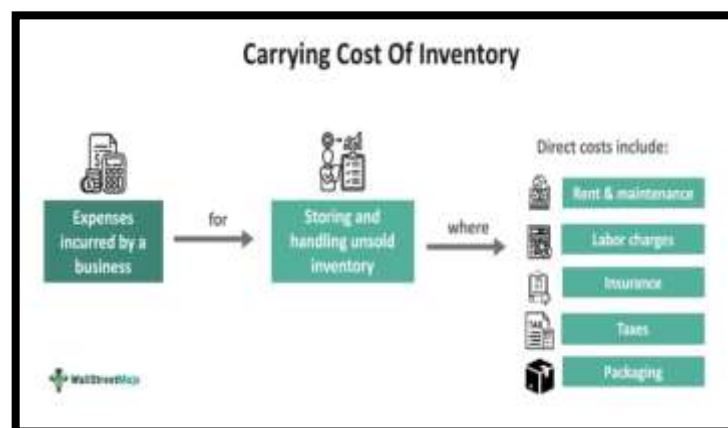 Carrying Cost Of Inventory
Direct costs include:
Expenses
incurred by a
business
for
Storing and
handling unsold
inventory
where
Rent & maintenance
Labor charges
Insurance
Taxes
Packaging
WallStreetMojo